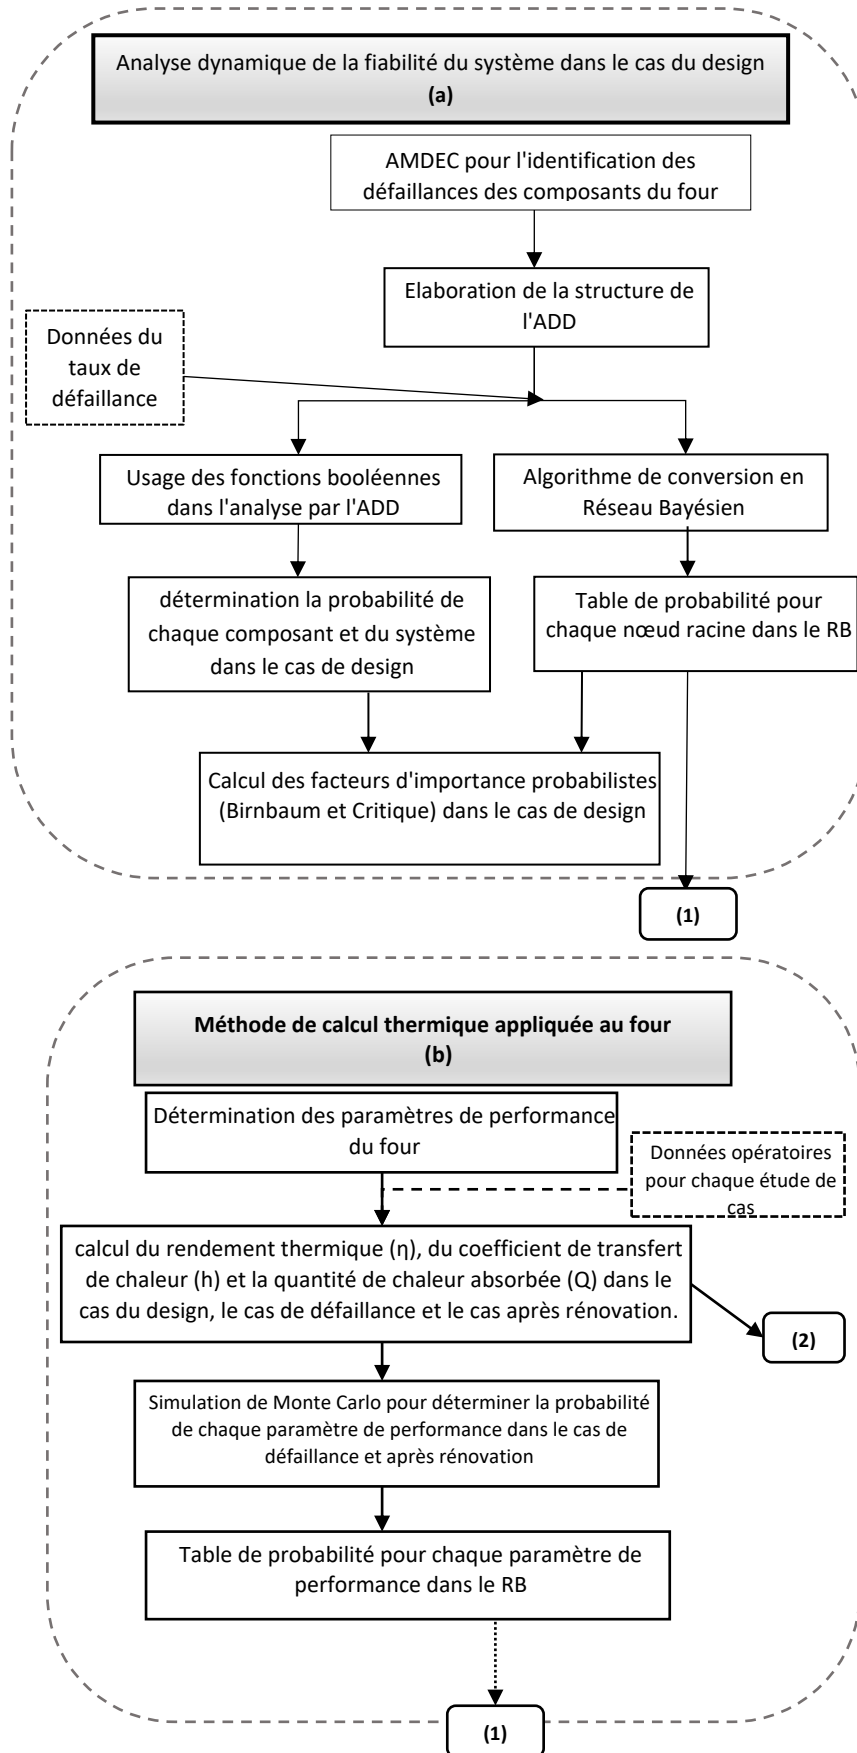 Analyse dynamique de la fiabilité du système dans le cas du design
(a)
AMDEC pour l'identification des
défaillances des composants du four
Elaboration de la structure de
l'ADD
Données du
taux de
défaillance
Usage des fonctions booléennes
dans l'analyse par l'ADD
Algorithme de conversion en
Réseau Bayésien
détermination la probabilité de
chaque composant et du système
dans le cas de design
Table de probabilité pour
chaque nœud racine dans le RB
Calcul des facteurs d'importance probabilistes
(Birnbaum et Critique) dans le cas de design
(1)
Méthode de calcul thermique appliquée au four
(b)
Détermination des paramètres de performance
du four
Données opératoires
pour chaque étude de
cas
calcul du rendement thermique (η), du coefficient de transfert
de chaleur (h) et la quantité de chaleur absorbée (Q) dans le
cas du design, le cas de défaillance et le cas après rénovation.
(2)
Simulation de Monte Carlo pour déterminer la probabilité
de chaque paramètre de performance dans le cas de
défaillance et après rénovation
Table de probabilité pour chaque paramètre de
performance dans le RB
(1)